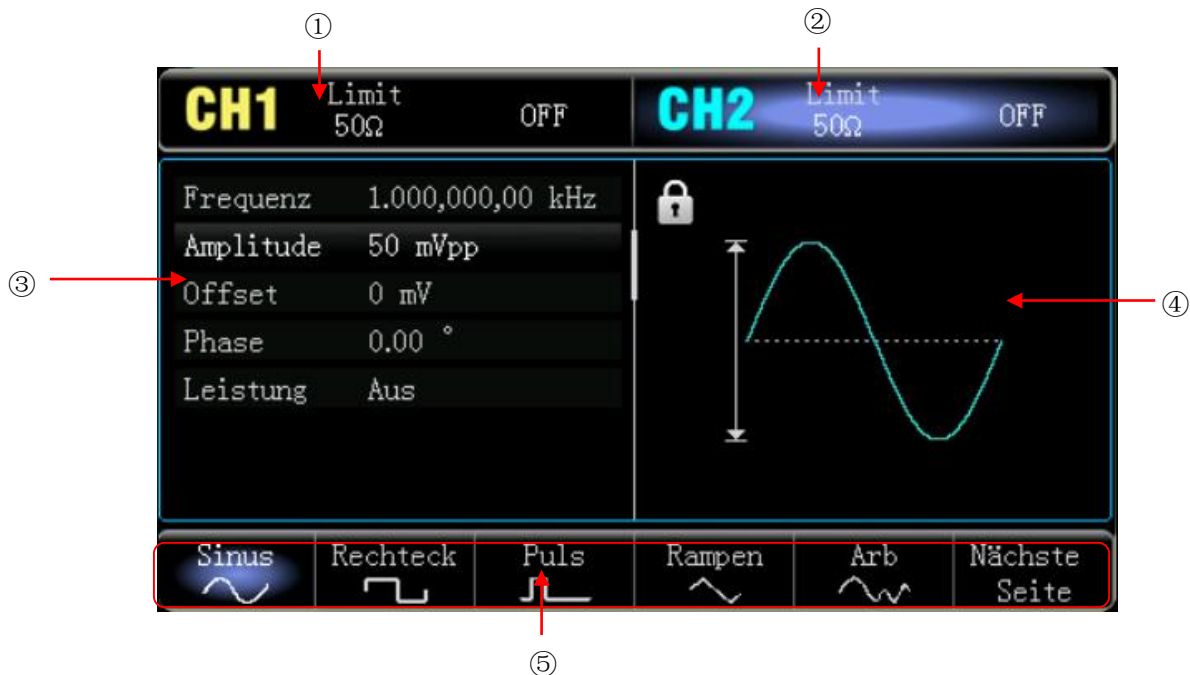 ① ②
CH1 Limit 50Ω OFF
CH2 Limit 50Ω OFF
③
Frequenz 1.000,000,00 kHz
Amplitude 50 mVpp
Offset 0 mV
Phase 0.00 °
Leistung Aus
④
Sinus Rechteck Puls Rampen Arb Nächste Seite
⑤